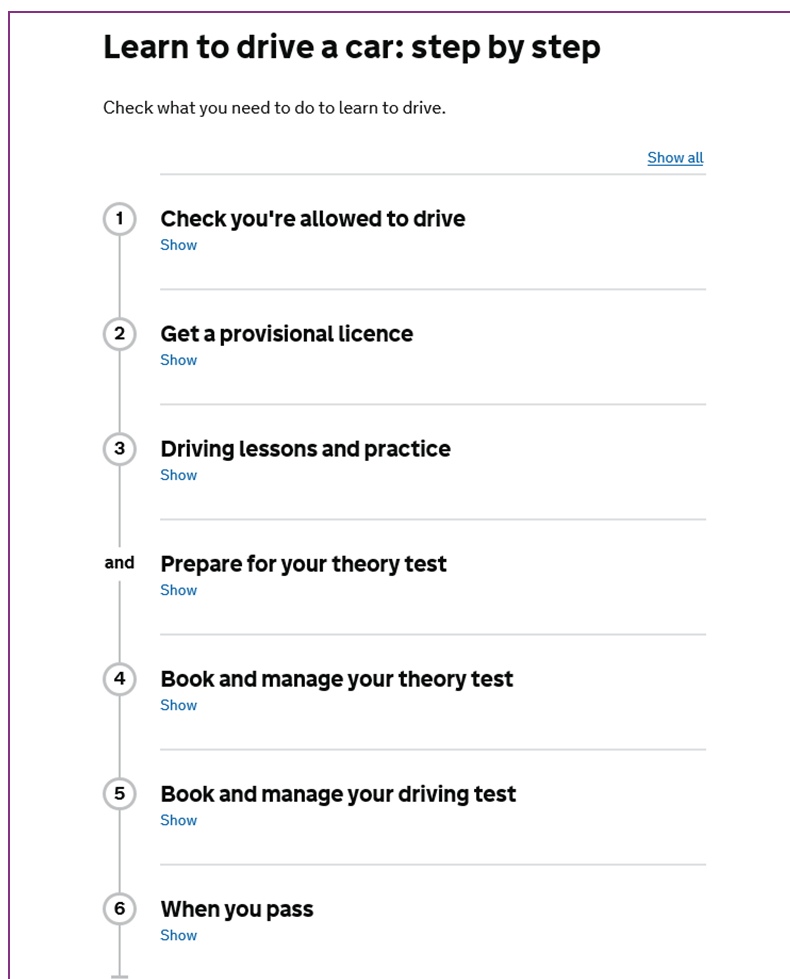 Learn to drive a car: step by step
Check what you need to do to learn to drive.
Show all
1 Check you're allowed to drive
Show
2 Get a provisional licence
Show
3 Driving lessons and practice
Show
and Prepare for your theory test
Show
4 Book and manage your theory test
Show
5 Book and manage your driving test
Show
6 When you pass
Show